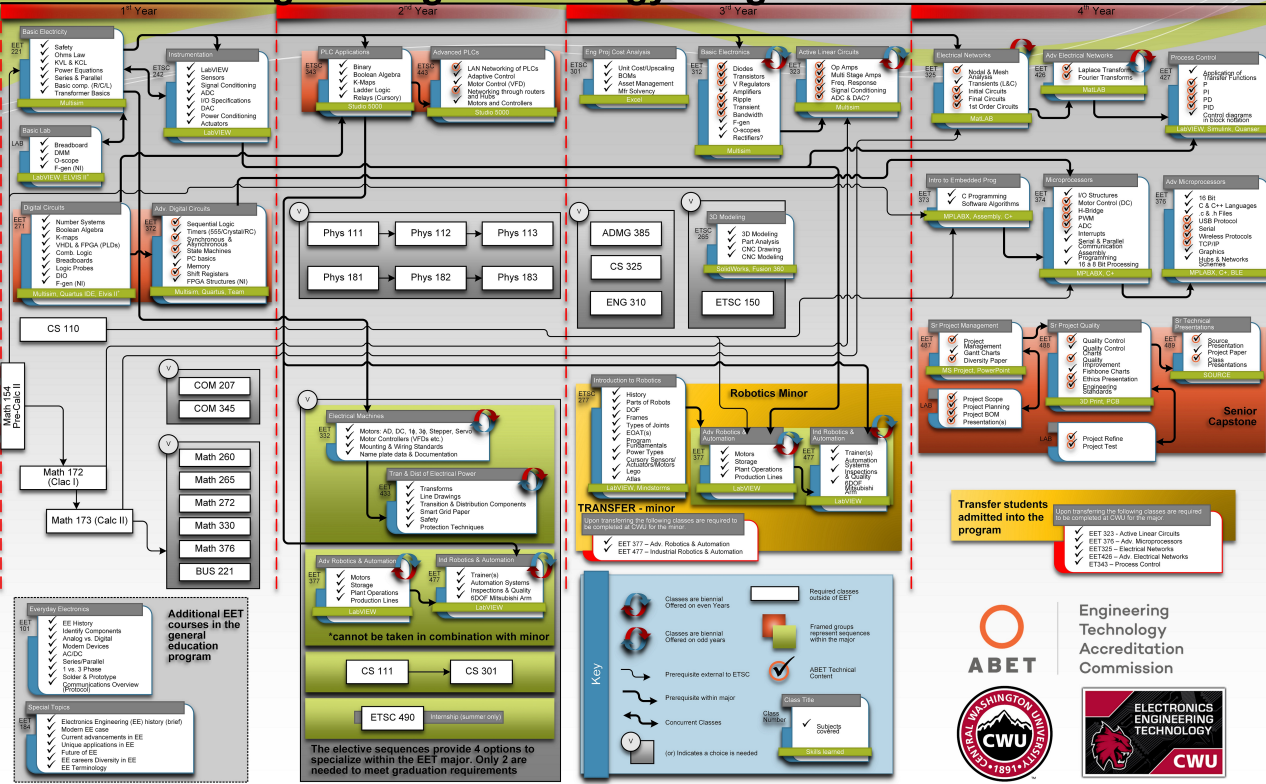 1st Year
2nd Year
3rd Year
4th Year
Basic Electricity
EET
221
Safety
Ohms Law
KVL & KCL
Power Equations
Series & Parallel
Basic comp. (R/C/L)
Transformer Basics
Multisim
Instrumentation
ETSC
242
LabVIEW
Sensors
Signal Conditioning
ADC
I/O Specifications
DAC
Power Conditioning
Actuators
LabVIEW
Basic Lab
LAB
Breadboard
DMM
O-scope
F-gen (NI)
LabVIEW, ELVIS II+
Digital Circuits
EET
271
Number Systems
Boolean Algebra
K-maps
VHDL & FPGA (PLDs)
Comb. Logic
Breadboards
Logic Probes
DIO
F-gen (NI)
Multisim, Quartus IDE, Elvis II+
Adv. Digital Circuits
EET
372
Sequential Logic
Timers (555/Crystal/RC)
Synchronous &
Asynchronous
State Machines
PC basics
Memory
Shift Registers
FPGA Structures (NI)
Multisim, Quartus, Team
CS 110
Math 154
Pre-Calc II
Math 172
(Clac I)
Math 173 (Calc II)
V
COM 207
COM 345
V
Math 260
Math 265
Math 272
Math 330
Math 376
BUS 221
Everyday Electronics
EET
101
EE History
Identify Components
Analog vs. Digital
Modern Devices
AC/DC
Series/Parallel
1 vs. 3 Phase
Solder & Prototype
Communications Overview
(Protocol)
Additional EET
courses in the
general
education
program
Special Topics
EET
184
Electronics Engineering (EE) history (brief)
Modern EE case
Current advancements in EE
Unique applications in EE
Future of EE
EE careers Diversity in EE
EE Terminology
PLC Applications
ETSC
343
Binary
Boolean Algebra
K-Maps
Ladder Logic
Relays (Cursory)
Studio 5000
Advanced PLCs
ETSC
443
LAN Networking of PLCs
Adaptive Control
Motor Control (VFD)
Networking through routers
and Hubs
Motors and Controllers
Studio 5000
V
Phys 111
Phys 112
Phys 113
Phys 181
Phys 182
Phys 183
V
Electrical Machines
EET
332
Motors: AD, DC, 1ϕ, 3ϕ, Stepper, Servo
Motor Controllers (VFDs etc.)
Mounting & Wiring Standards
Name plate data & Documentation
Tran & Dist of Electrical Power
EET
433
Transforms
Line Drawings
Transition & Distribution Components
Smart Grid Paper
Safety
Protection Techniques
Adv Robotics & Automation
EET
377
Motors
Storage
Plant Operations
Production Lines
LabVIEW
Ind Robotics & Automation
EET
477
Trainer(s)
Automation Systems
Inspections & Quality
6DOF Mitsubishi Arm
LabVIEW
*cannot be taken in combination with minor
CS 111
CS 301
ETSC 490
Internship (summer only)
The elective sequences provide 4 options to
specialize within the EET major. Only 2 are
needed to meet graduation requirements
Eng Proj Cost Analysis
ETSC
301
Unit Cost/Upscaling
BOMs
Asset Management
Mfr Solvency
Excel
Basic Electronics
EET
312
Diodes
Transistors
V Regulators
Amplifiers
Ripple
Transient
Bandwidth
F-gen
O-scopes
Rectifiers?
Multisim
Active Linear Circuits
EET
323
Op Amps
Multi Stage Amps
Freq. Response
Signal Conditioning
ADC & DAC?
Multisim
V
ADMG 385
CS 325
ENG 310
V
3D Modeling
ETSC
265
3D Modeling
Part Analysis
CNC Drawing
CNC Modeling
SolidWorks, Fusion 360
ETSC 150
Introduction to Robotics
ETSC
277
History
Parts of Robots
DOF
Frames
Types of Joints
EOAT(s)
Program
Fundamentals
Power Types
Cursory Sensors/
Actuators/Motors
Lego
Atlas
LabVIEW, Mindstorms
Robotics Minor
Adv Robotics &
Automation
EET
377
Motors
Storage
Plant Operations
Production Lines
LabVIEW
Ind Robotics &
Automation
EET
477
Trainer(s)
Automation
Systems
Inspections
& Quality
6DOF
Mitsubishi
Arm
LabVIEW
TRANSFER - minor
Upon transferring the following classes are required to
be completed at CWU for the minor
EET 377 – Adv. Robotics & Automation
EET 477 – Industrial Robotics & Automation
Key
Classes are biennial
Offered on even Years
Classes are biennial
Offered on odd years
Prerequisite external to ETSC
Prerequisite within major
Concurrent Classes
V
(or) Indicates a choice is needed
Required classes
outside of EET
Framed groups
represent sequences
within the major
ABET Technical
Content
Class Title
Class
Number
Subjects
covered
Skills learned
Electrical Networks
EET
325
Nodal & Mesh
Analysis
Transients (L&C)
Initial Circuits
Final Circuits
1st Order Circuits
MatLAB
Adv Electrical Networks
EET
426
Laplace Transform
Fourier Transforms
MatLAB
Process Control
EET
427
Application of
Transfer Functions
P
PI
PD
PID
Control diagrams
in block notation
LabVIEW, Simulink, Quanser
Intro to Embedded Prog
EET
373
C Programming
Software Algorithms
MPLABX, Assembly, C+
Microprocessors
EET
374
I/O Structures
Motor Control (DC)
H-Bridge
PVWM
ADC
Interrupts
Serial & Parallel
Communication
Assembly
Programming
16 & 8 Bit Processing
MPLABX, C+
Adv Microprocessors
EET
376
16 Bit
C & C++ Languages
.c & .h Files
USB Protocol
Serial
Wireless Protocols
TCP/IP
Graphics
Hubs & Networks
Schemes
MPLABX, C+, BLE
Sr Project Management
EET
487
Project
Management
Gantt Charts
Diversity Paper
MS Project, PowerPoint
LAB
Project Scope
Project Planning
Project BOM
Presentation(s)
Sr Project Quality
EET
488
Quality Control
Quality Control
Charts
Quality
Improvement
Fishbone Charts
Ethics Presentation
Engineering
Standards
3D Print, PCB
LAB
Project Refine
Project Test
Sr Technical
Presentations
EET
489
Source
Presentation
Project Paper
Class
Presentations
SOURCE
Senior
Capstone
Transfer students
admitted into the
program
Upon transferring the following classes are required
to be completed at CWU for the major
EET 323 - Active Linear Circuits
EET 376 – Adv. Microprocessors
EET325 – Electrical Networks
EET426 – Adv. Electrical Networks
ET343 – Process Control
ABET
Engineering
Technology
Accreditation
Commission
CENTRAL WASHINGTON UNIVERSITY
CWU
•1891•
ELECTRONICS
ENGINEERING
TECHNOLOGY
CWU